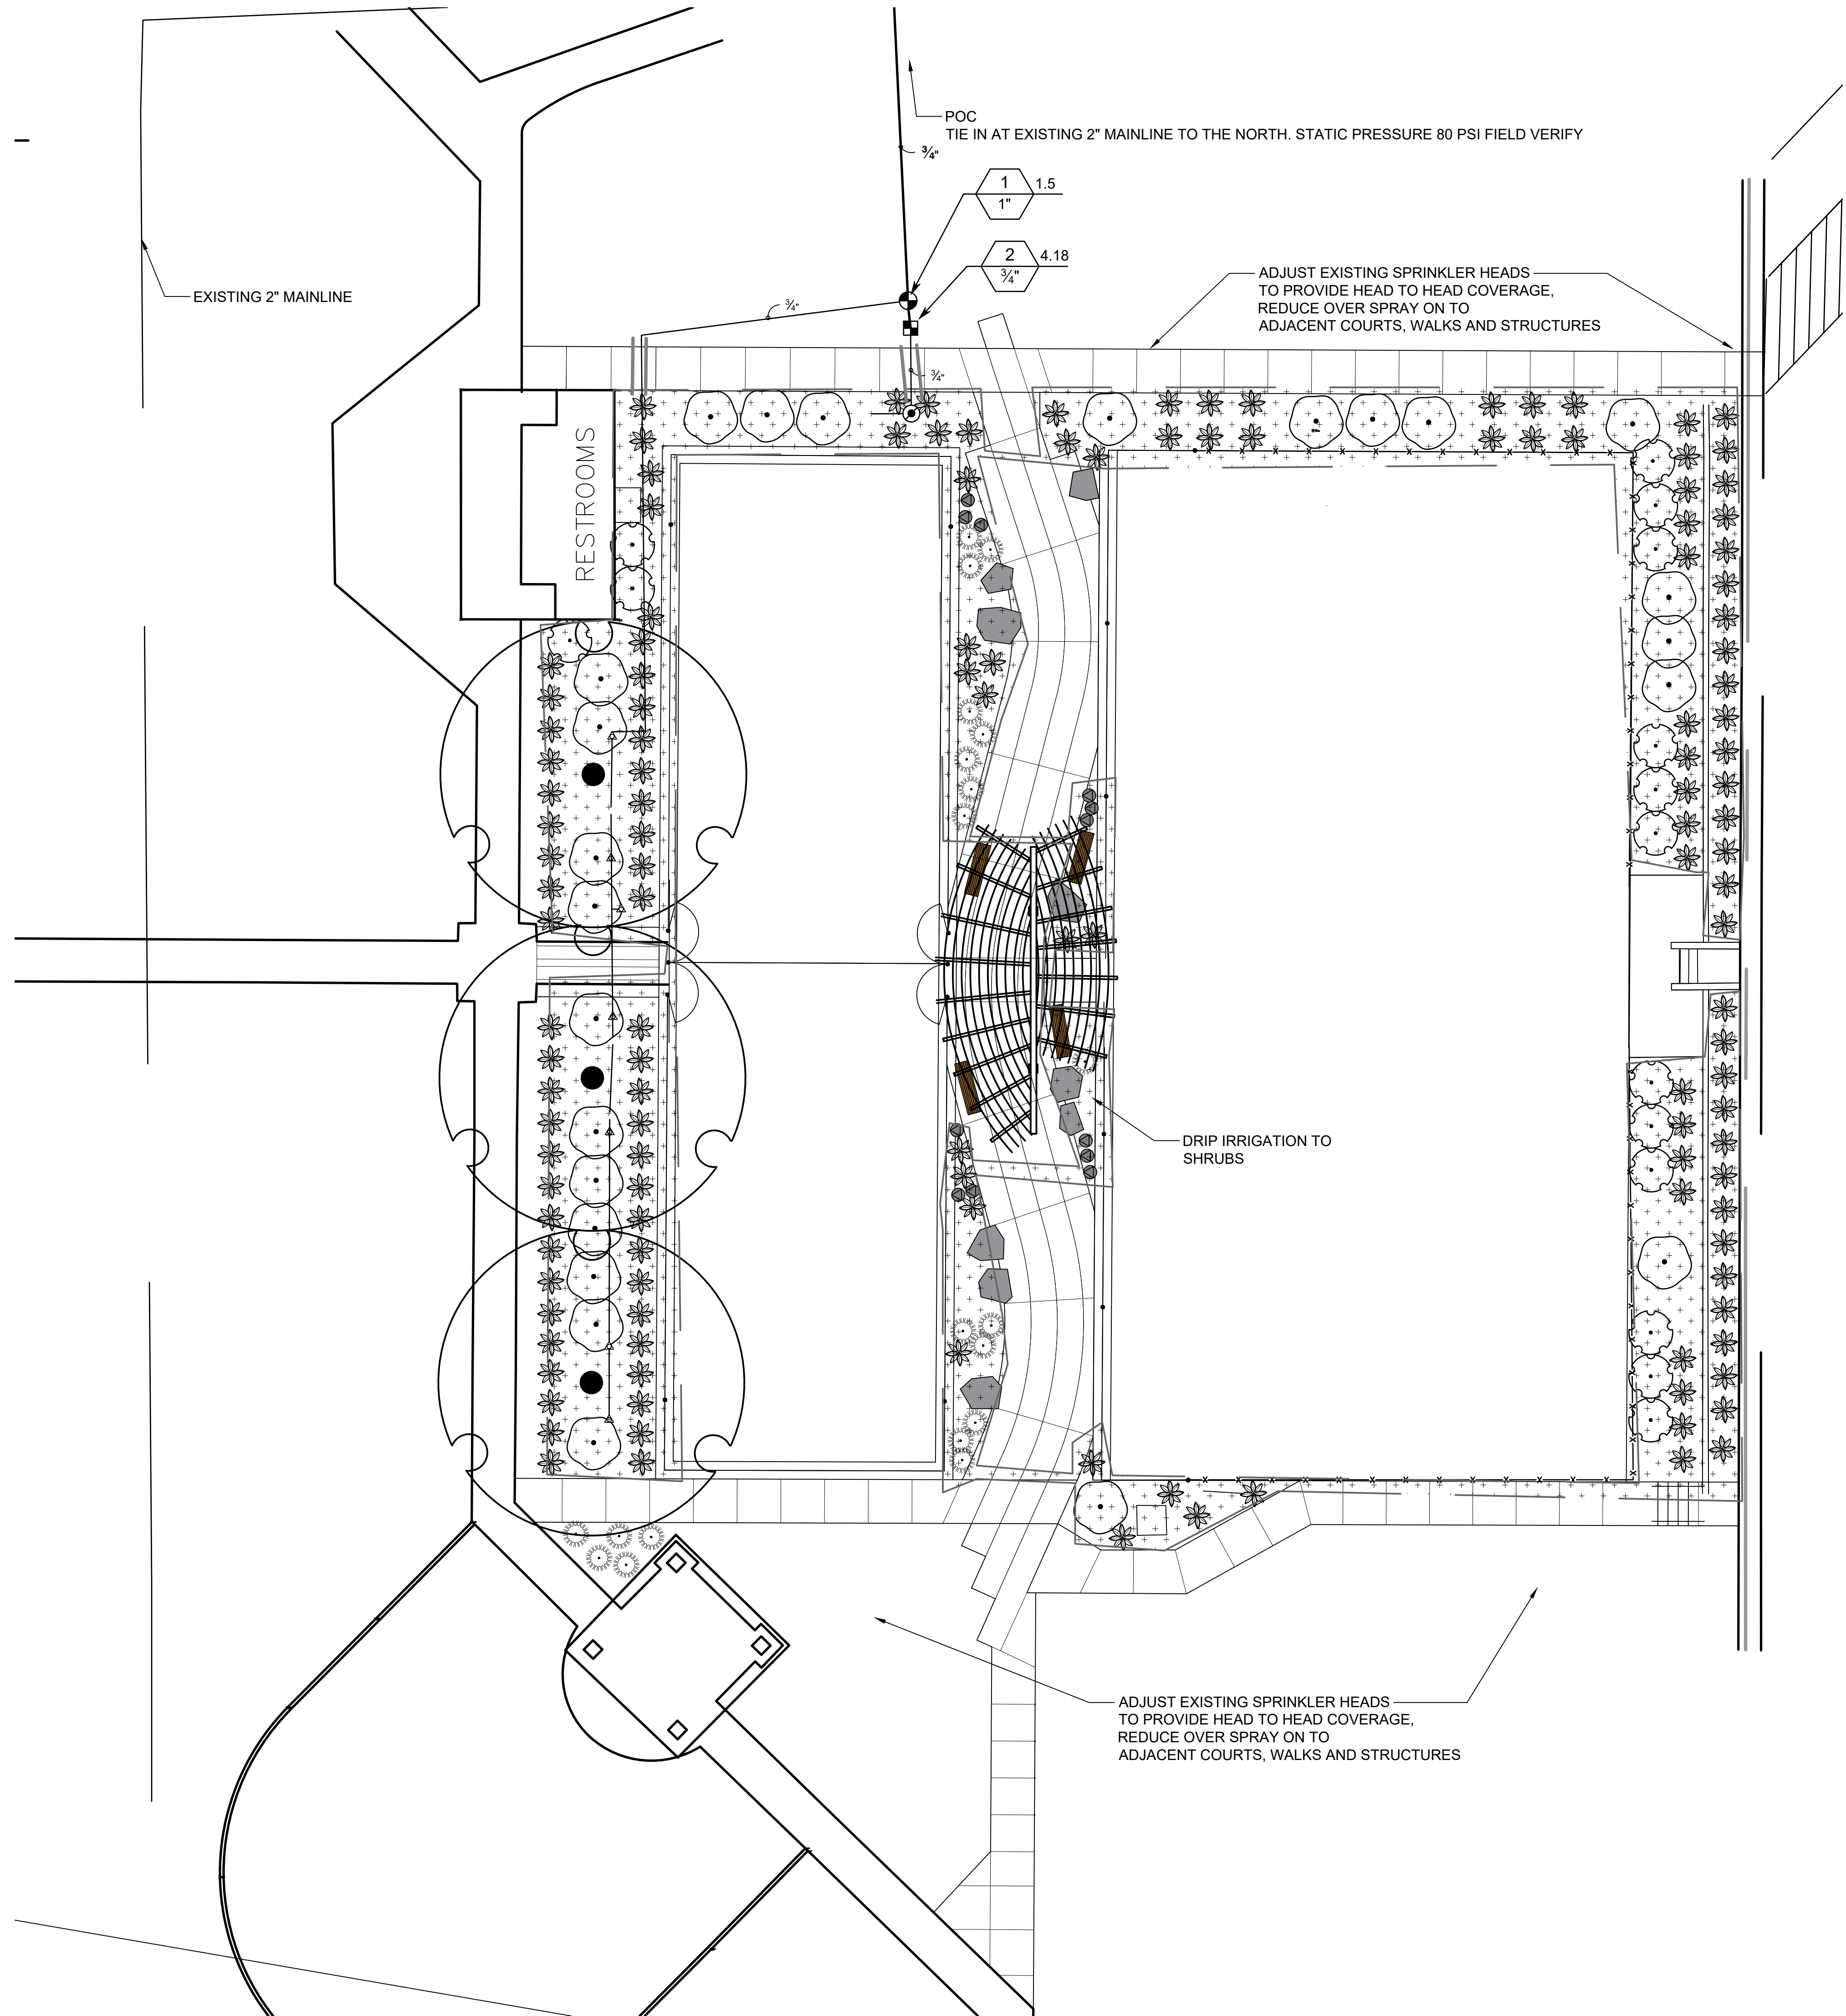 POC
TIE IN AT EXISTING 2" MAINLINE TO THE NORTH. STATIC PRESSURE 80 PSI FIELD VERIFY
¾"
1
1"
1.5
2
¾"
4.18
EXISTING 2" MAINLINE
¾"
ADJUST EXISTING SPRINKLER HEADS
TO PROVIDE HEAD TO HEAD COVERAGE,
REDUCE OVER SPRAY ON TO
ADJACENT COURTS, WALKS AND STRUCTURES
¾"
RESTROOMS
DRIP IRRIGATION TO
SHRUBS
ADJUST EXISTING SPRINKLER HEADS
TO PROVIDE HEAD TO HEAD COVERAGE,
REDUCE OVER SPRAY ON TO
ADJACENT COURTS, WALKS AND STRUCTURES